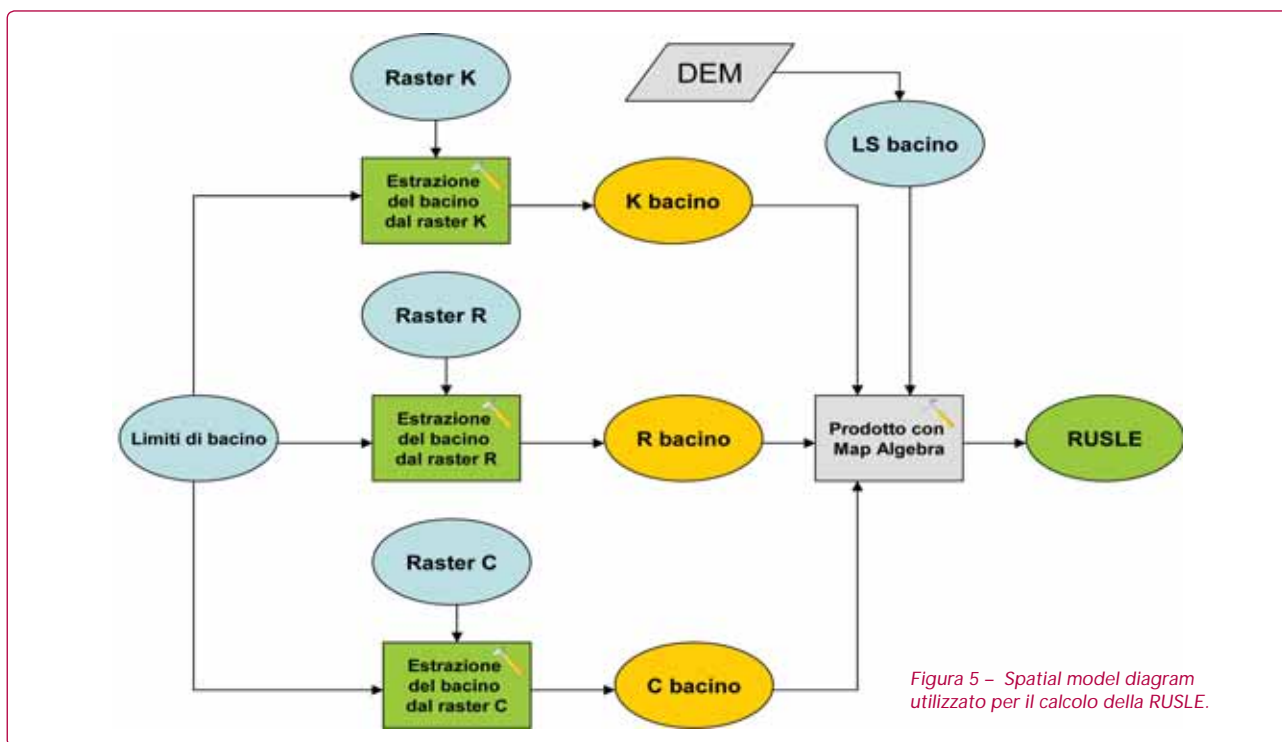 Raster K
DEM
LS bacino
Estrazione
del bacino
dal raster K
K bacino
Raster R
Limiti di bacino
Estrazione
del bacino
dal raster R
R bacino
Prodotto con
Map Algebra
RUSLE
Raster C
Estrazione
del bacino
dal raster C
C bacino
Figura 5 – Spatial model diagram
utilizzato per il calcolo della RUSLE.